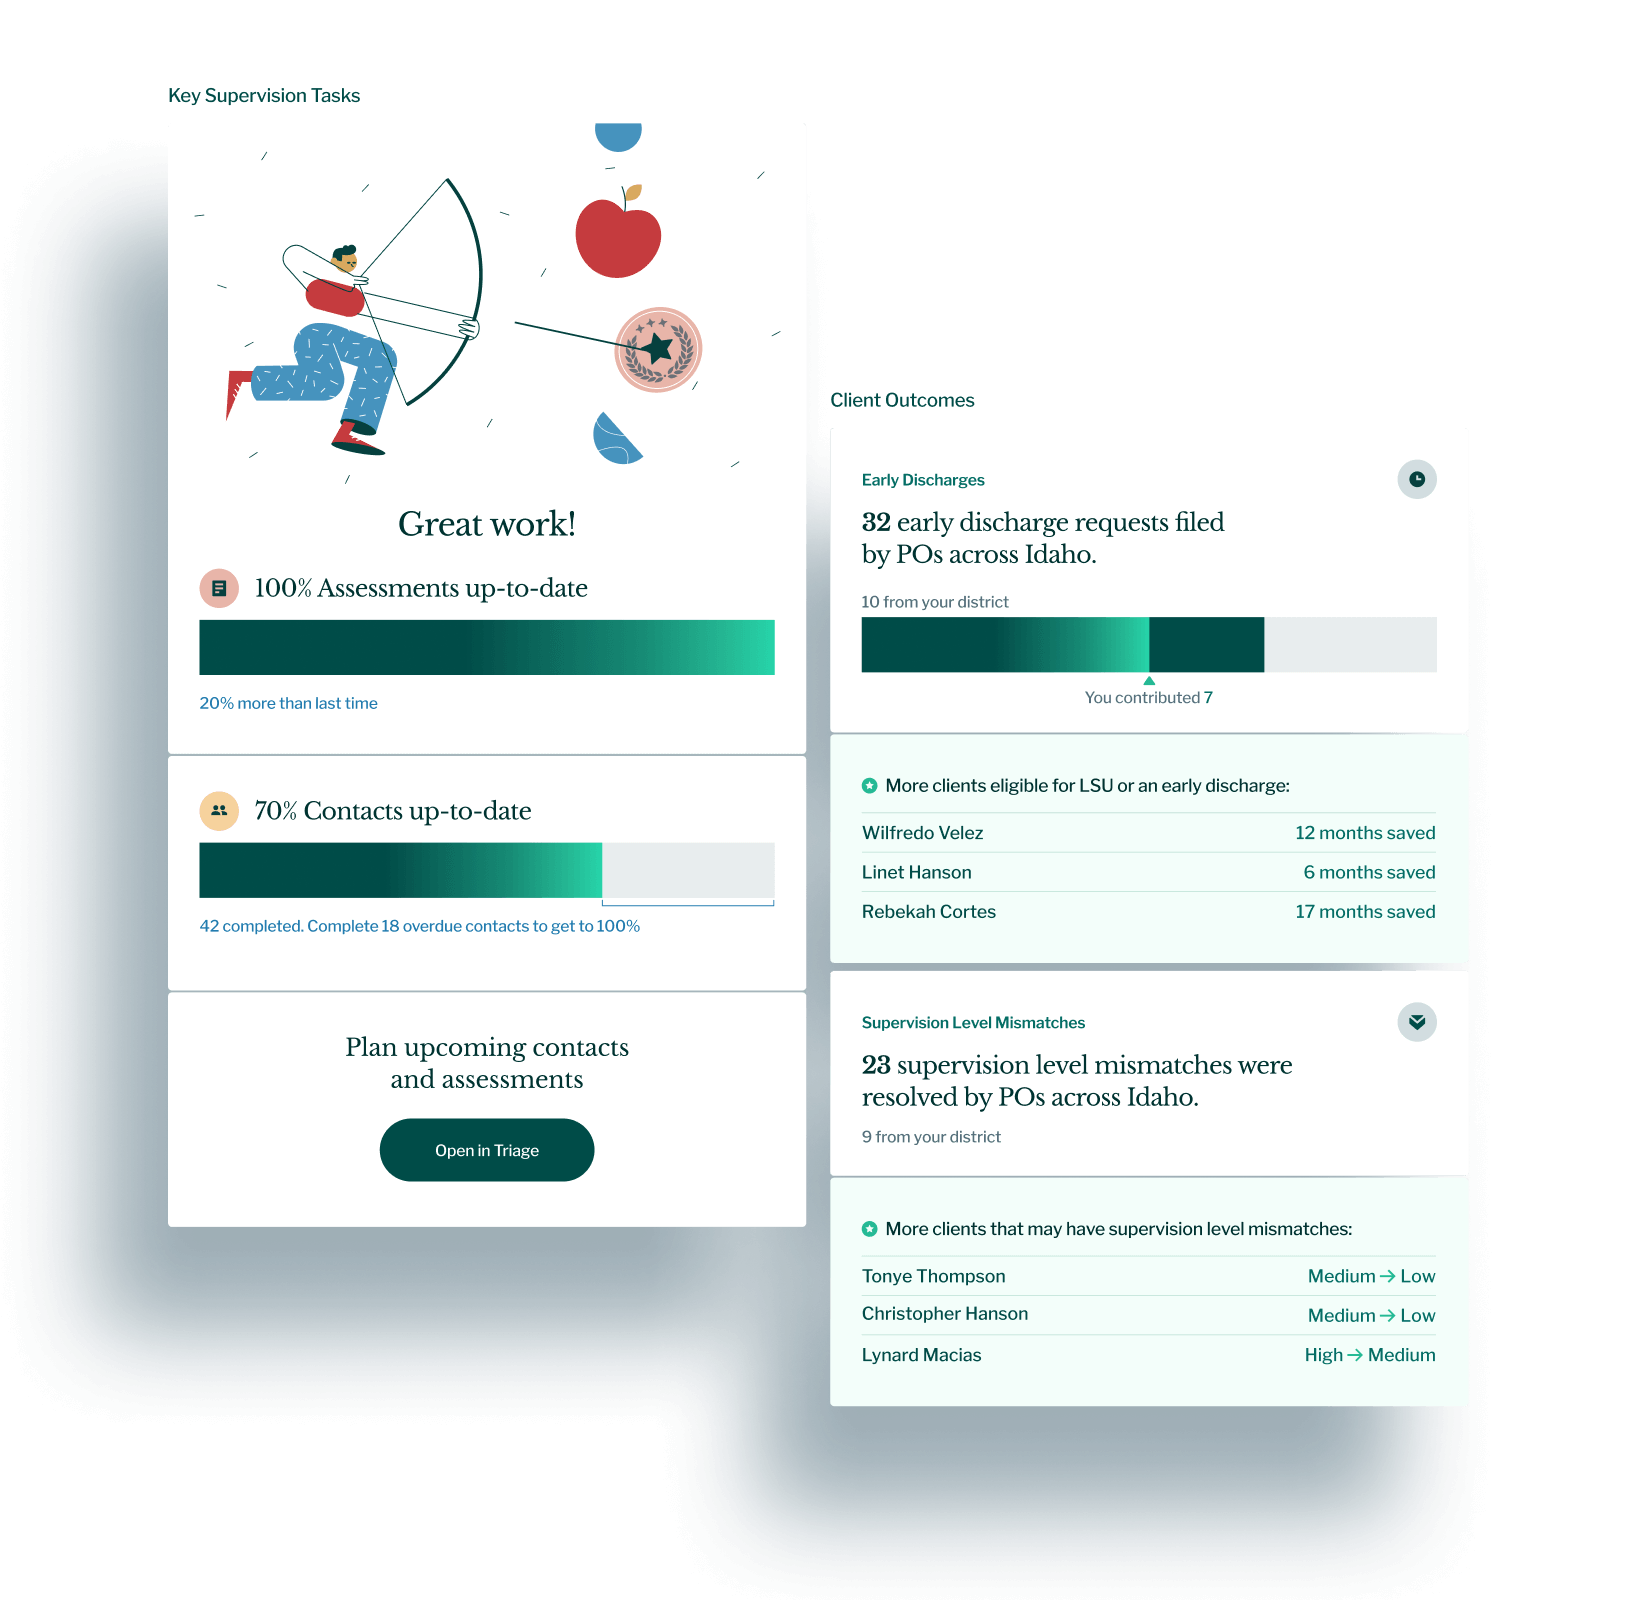 Key Supervision Tasks
Great work!
100% Assessments up-to-date
20% more than last time
70% Contacts up-to-date
42 completed. Complete 18 overdue contacts to get to 100%
Plan upcoming contacts
and assessments
Open in Triage
Client Outcomes
Early Discharges
32 early discharge requests filed
by POs across Idaho.
10 from your district
You contributed 7
More clients eligible for LSU or an early discharge:
Wilfredo Velez 12 months saved
Linet Hanson 6 months saved
Rebekah Cortes 17 months saved
Supervision Level Mismatches
23 supervision level mismatches were
resolved by POs across Idaho.
9 from your district
More clients that may have supervision level mismatches:
Tonye Thompson Medium → Low
Christopher Hanson Medium → Low
Lynard Macias High → Medium